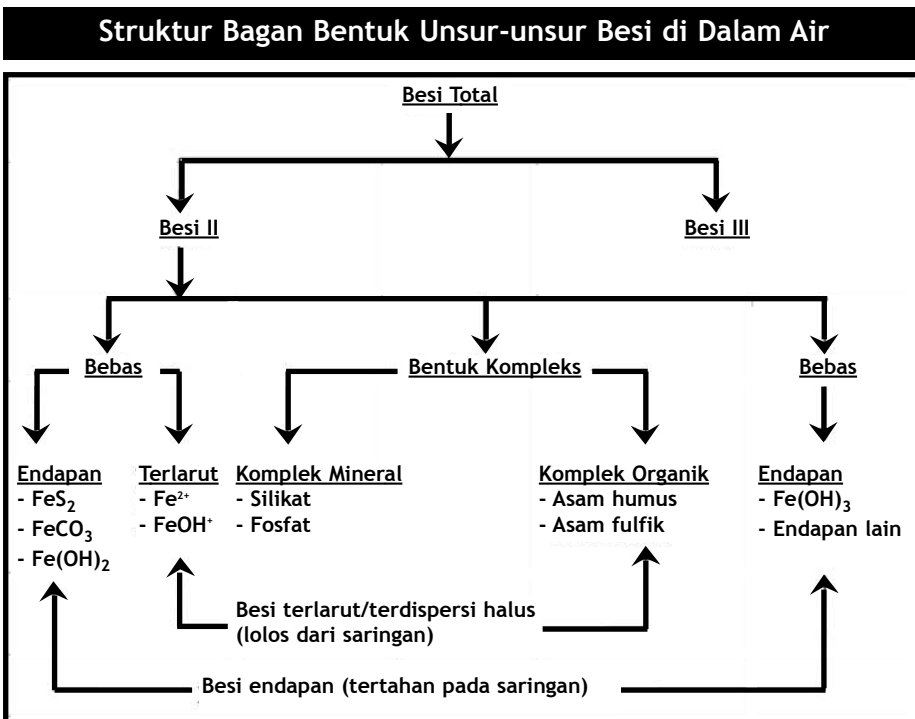 Struktur Bagan Bentuk Unsur-unsur Besi di Dalam Air
Besi Total
Besi II
Besi III
Bebas
Bentuk Kompleks
Bebas
Endapan
- FeS₂
- FeCO₃
- Fe(OH)₂
Terlarut
- Fe²⁺
- FeOH⁺
Komplek Mineral
- Silikat
- Fosfat
Komplek Organik
- Asam humus
- Asam fulfik
Endapan
- Fe(OH)₃
- Endapan lain
Besi terlarut/terdispersi halus
(lolos dari saringan)
Besi endapan (tertahan pada saringan)